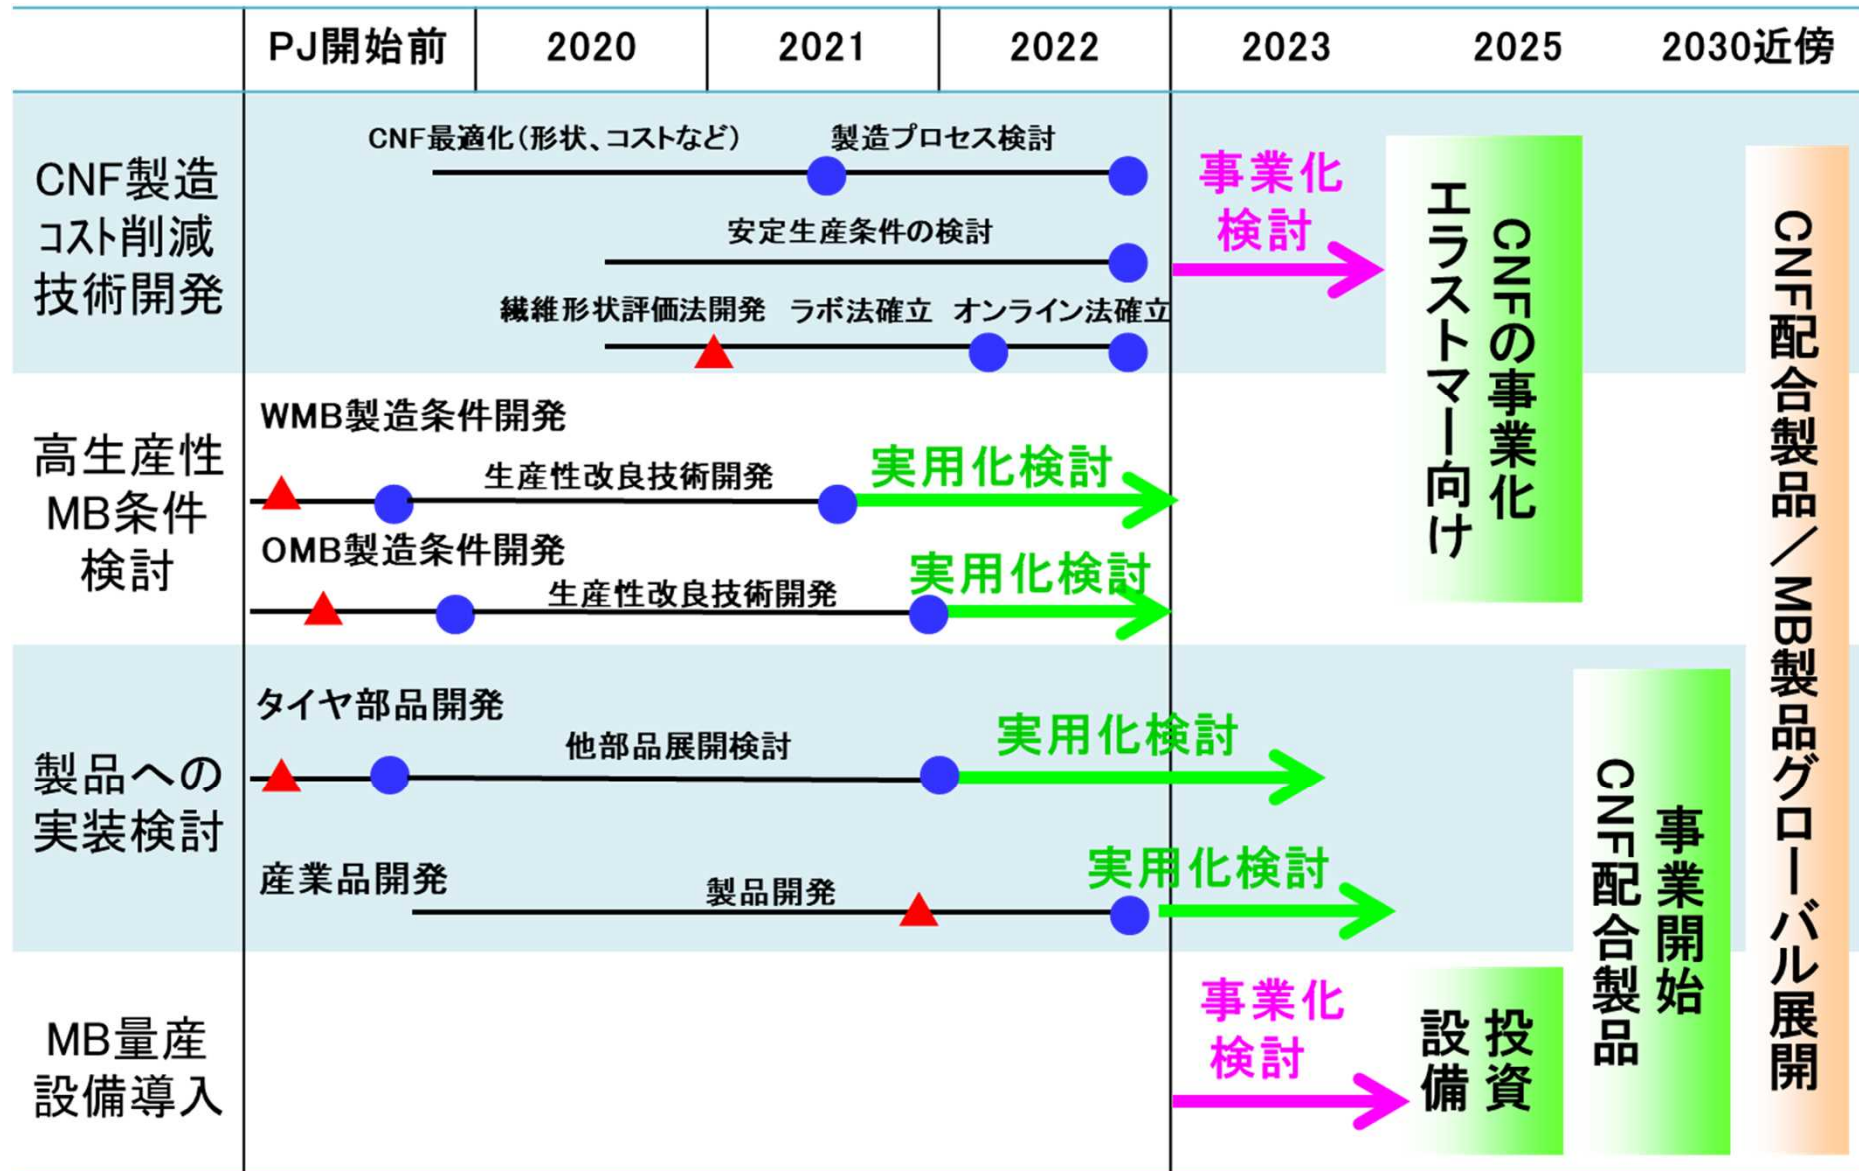 PJ開始前 2020 2021 2022 2023 2025 2030近傍
CNF製造
コスト削減
技術開発
CNF最適化(形状、コストなど) 製造プロセス検討
安定生産条件の検討
繊維形状評価法開発 ラボ法確立 オンライン法確立
事業化
検討
高生産性
MB条件
検討
WMB製造条件開発
生産性改良技術開発
実用化検討
OMB製造条件開発
生産性改良技術開発
実用化検討
製品への
実装検討
タイヤ部品開発
他部品展開検討
実用化検討
産業品開発
製品開発
実用化検討
MB量産
設備導入
事業化
検討
エラストマー向け
CNFの事業化
設備
投資
CNF配合製品
事業開始
CNF配合製品/MB製品グローバル展開